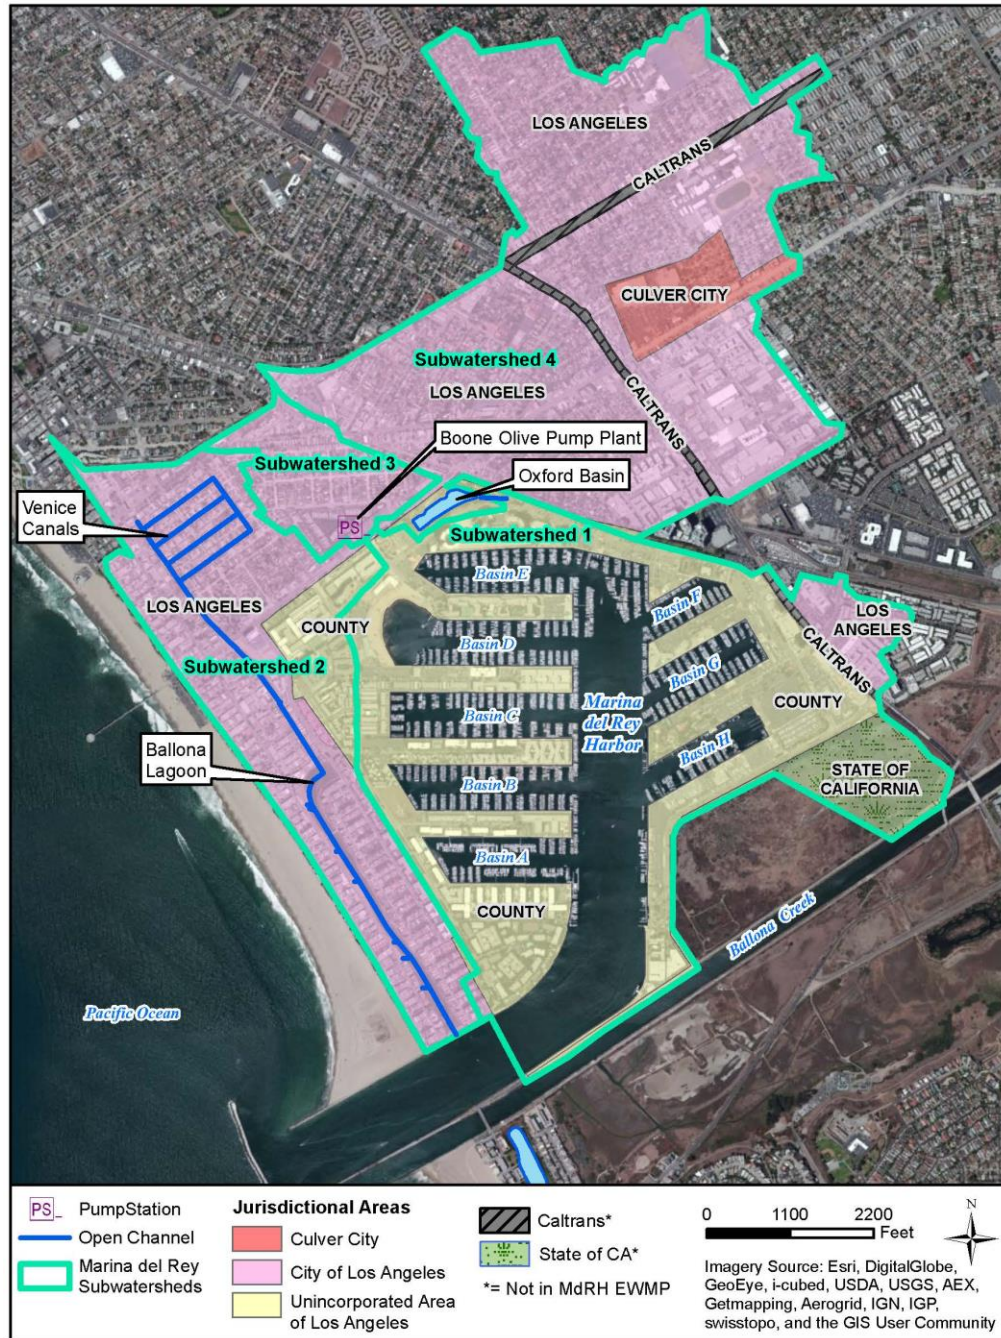 LOS ANGELES
CALTRANS
CULVER CITY
Subwatershed 4
LOS ANGELES
CALTRANS
Boone Olive Pump Plant
Subwatershed 3
Oxford Basin
Venice
Canals
PS_
Subwatershed 1
Basin E
Basin F
LOS ANGELES
COUNTY
LOS
ANGELES
Basin D
CALTRANS
Subwatershed 2
Basin G
Marina
del Rey
Harbor
COUNTY
Basin C
Basin H
Ballona
Lagoon
STATE OF
CALIFORNIA
Basin B
Basin A
COUNTY
Ballona Creek
Pacific Ocean
PS_ PumpStation
Open Channel
Marina del Rey
Subwatersheds
Jurisdictional Areas
Culver City
City of Los Angeles
Unincorporated Area
of Los Angeles
Caltrans*
State of CA*
*= Not in MdRH EWMP
0 1100 2200
Feet
N
Imagery Source: Esri, DigitalGlobe,
GeoEye, i-cubed, USDA, USGS, AEX,
Getmapping, Aerogrid, IGN, IGP,
swisstopo, and the GIS User Community